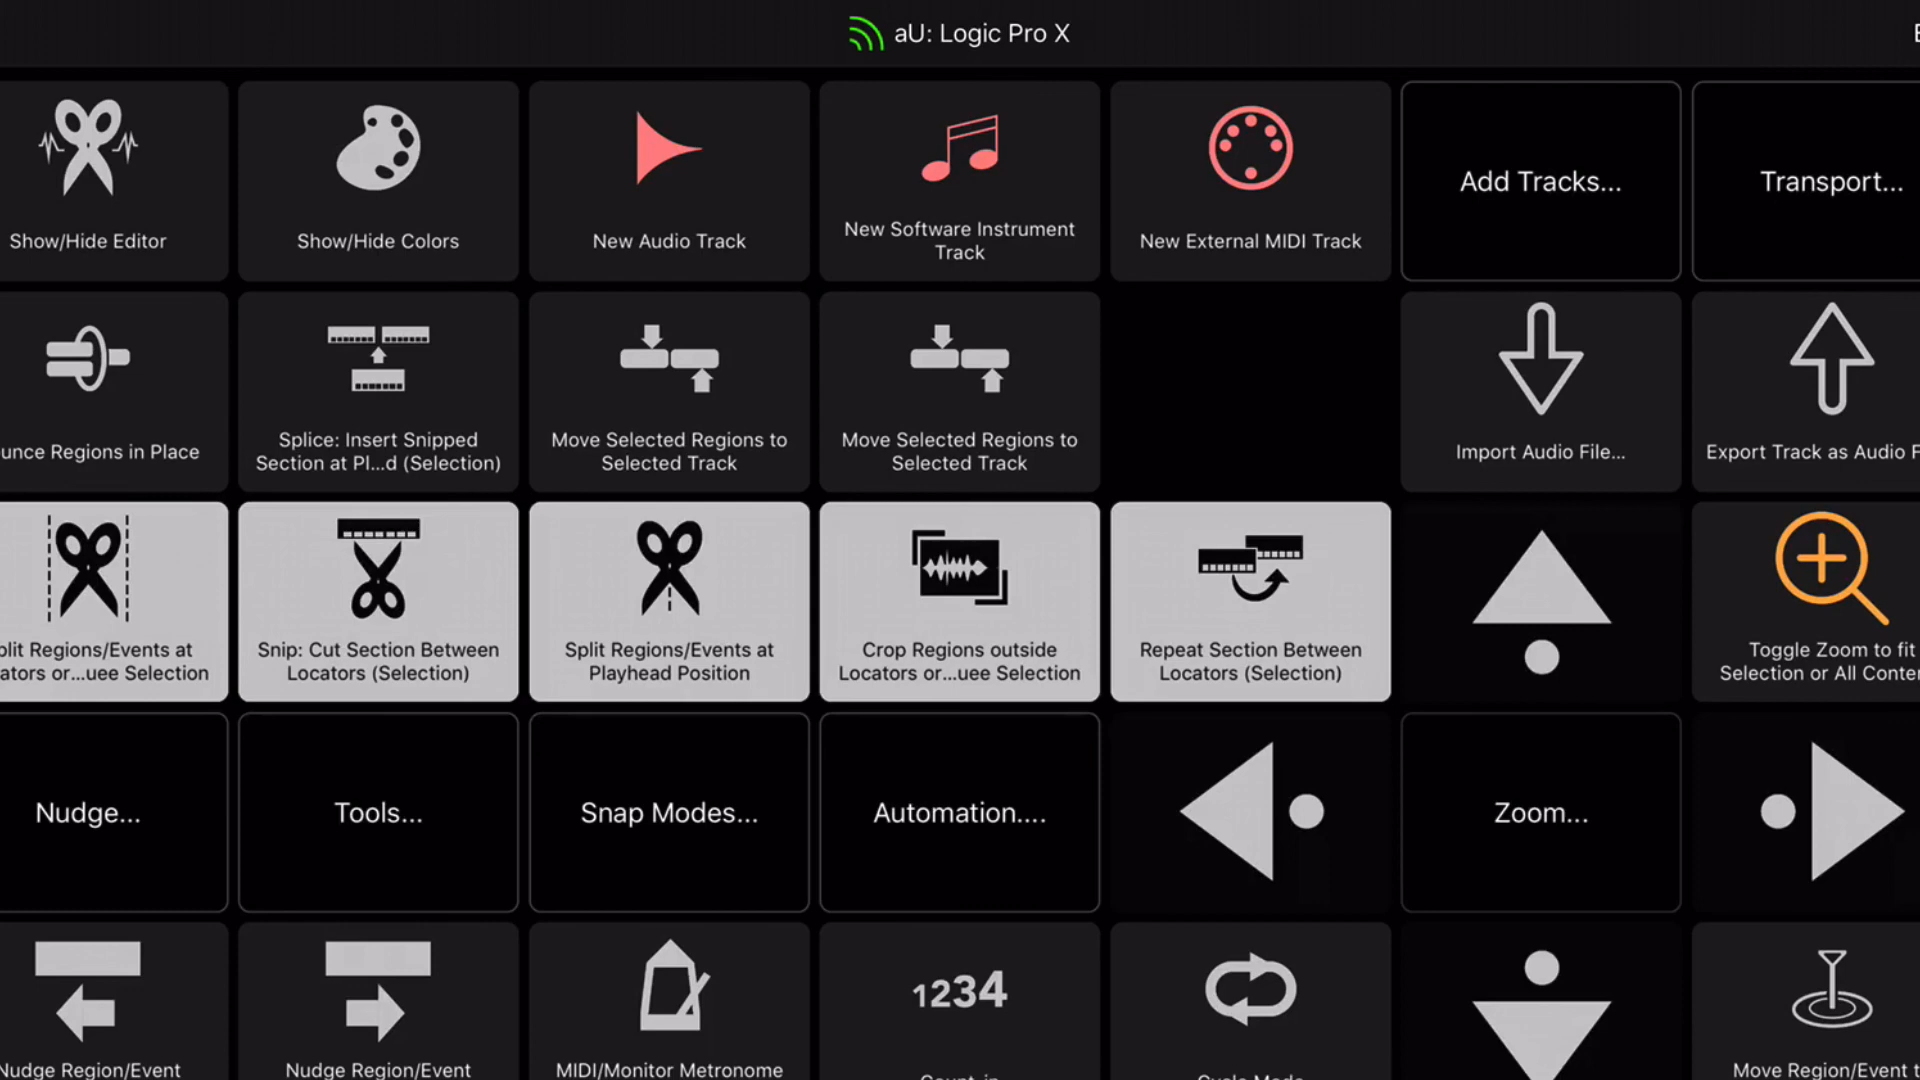 aU: Logic Pro X
Show/Hide Editor
Show/Hide Colors
New Audio Track
New Software Instrument
Track
New External MIDI Track
Add Tracks...
Transport...
unce Regions in Place
Splice: Insert Snipped
Section at Pl...d (Selection)
Move Selected Regions to
Selected Track
Move Selected Regions to
Selected Track
Import Audio File...
Export Track as Audio F
plit Regions/Events at
ators or...uee Selection
Snip: Cut Section Between
Locators (Selection)
Split Regions/Events at
Playhead Position
Crop Regions outside
Locators or...uee Selection
Repeat Section Between
Locators (Selection)
Toggle Zoom to fit
Selection or All Conten
Nudge...
Tools...
Snap Modes...
Automation....
Zoom...
1234
Nudge Region/Event
Nudge Region/Event
MIDI/Monitor Metronome
Count-in
Cycle Mode
Move Region/Event t